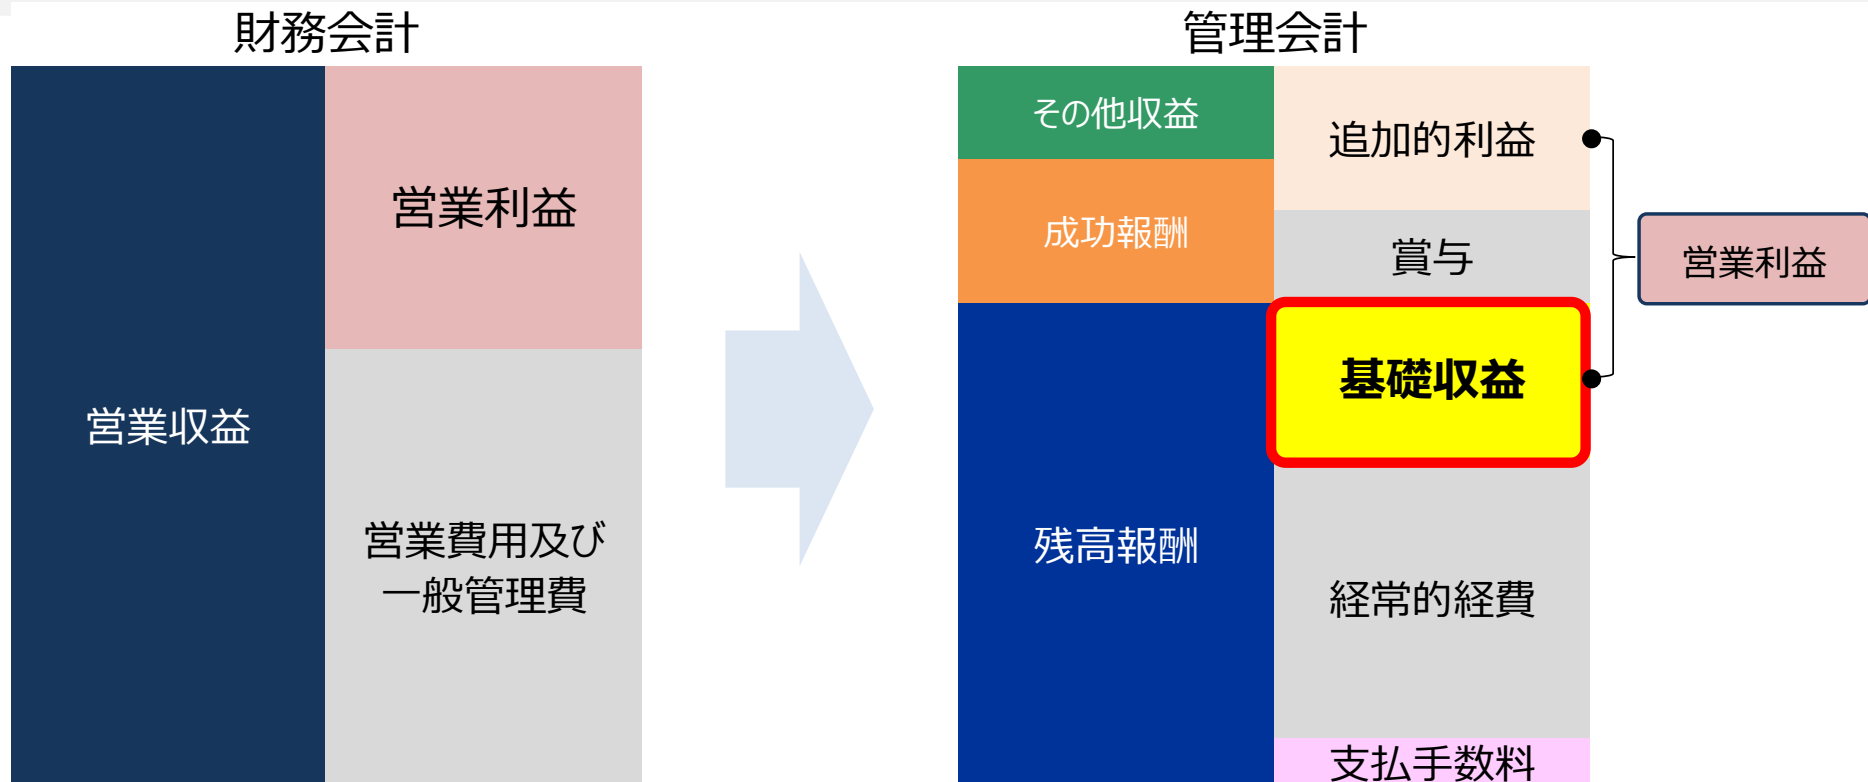 財務会計
営業収益
営業利益
営業費用及び
一般管理費
管理会計
その他収益
成功報酬
残高報酬
追加的利益
賞与
基礎収益
経常的経費
支払手数料
営業利益